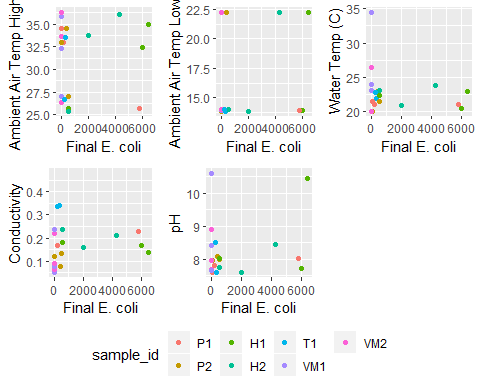 Ambient Air Temp High
35.0
32.5
30.0
27.5
25.0
0 2000 4000 6000
Final E. coli
Ambient Air Temp Low
22.5
20.0
17.5
15.0
0 2000 4000 6000
Final E. coli
Water Temp (C)
35
30
25
20
0 2000 4000 6000
Final E. coli
Conductivity
0.4
0.3
0.2
0.1
0 2000 4000 6000
Final E. coli
pH
10
9
8
0 2000 4000 6000
Final E. coli
sample_id
P1 H1 T1 VM2
P2 H2 VM1